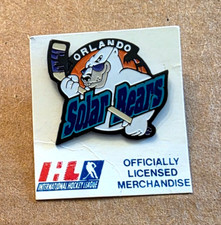 ORLANDO
Solar Bears
IHL
INTERNATIONAL HOCKEY LEAGUE
OFFICIALLY
LICENSED
MERCHANDISE